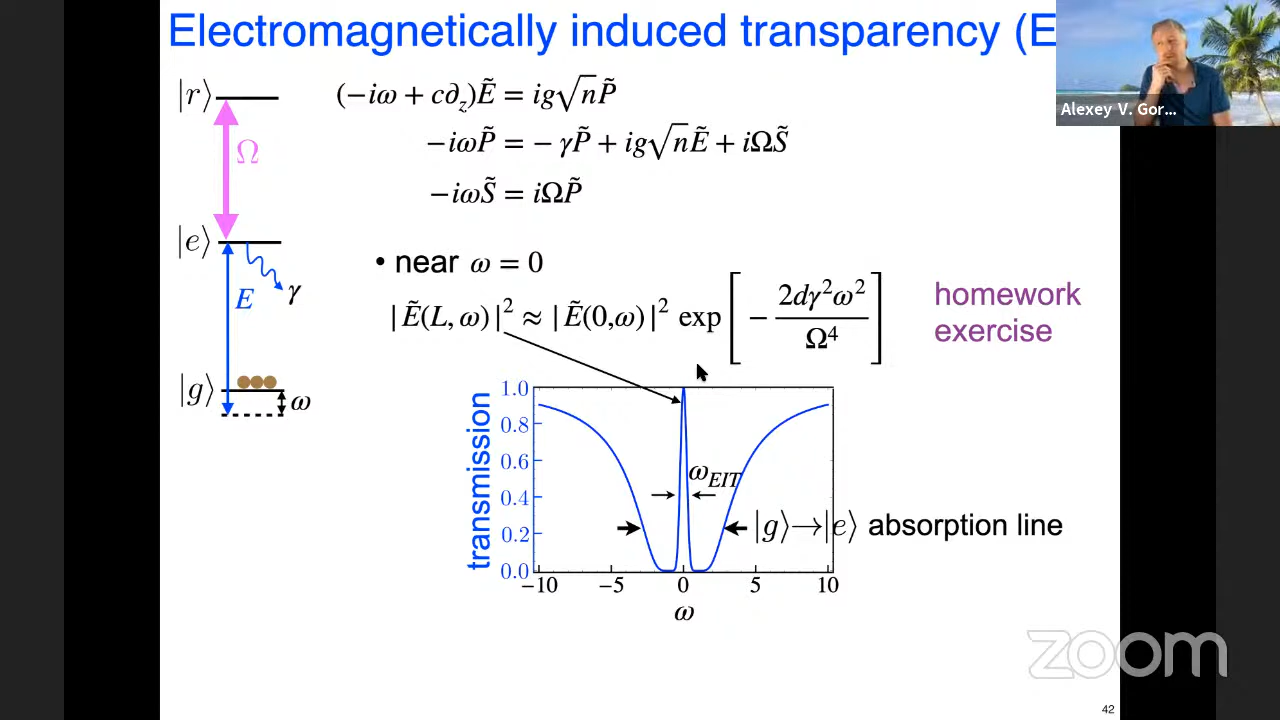 Electromagnetically induced transparency (E
Alexey V. Gor...
|r⟩
Ω
|e⟩
E
γ
|g⟩
ω
(−iω + c∂_z)Ẽ = ig√n P̃
−iωP̃ = − γP̃ + ig√n Ẽ + iΩS̃
−iωS̃ = iΩP̃
• near ω = 0
|Ẽ(L, ω)|² ≈ |Ẽ(0,ω)|² exp[ − 2dγ²ω² / Ω⁴ ]
homework
exercise
transmission
1.0
0.8
0.6
0.4
0.2
0.0
−10 −5 0 5 10
ω
ω_EIT
|g⟩→|e⟩ absorption line
zoom
42